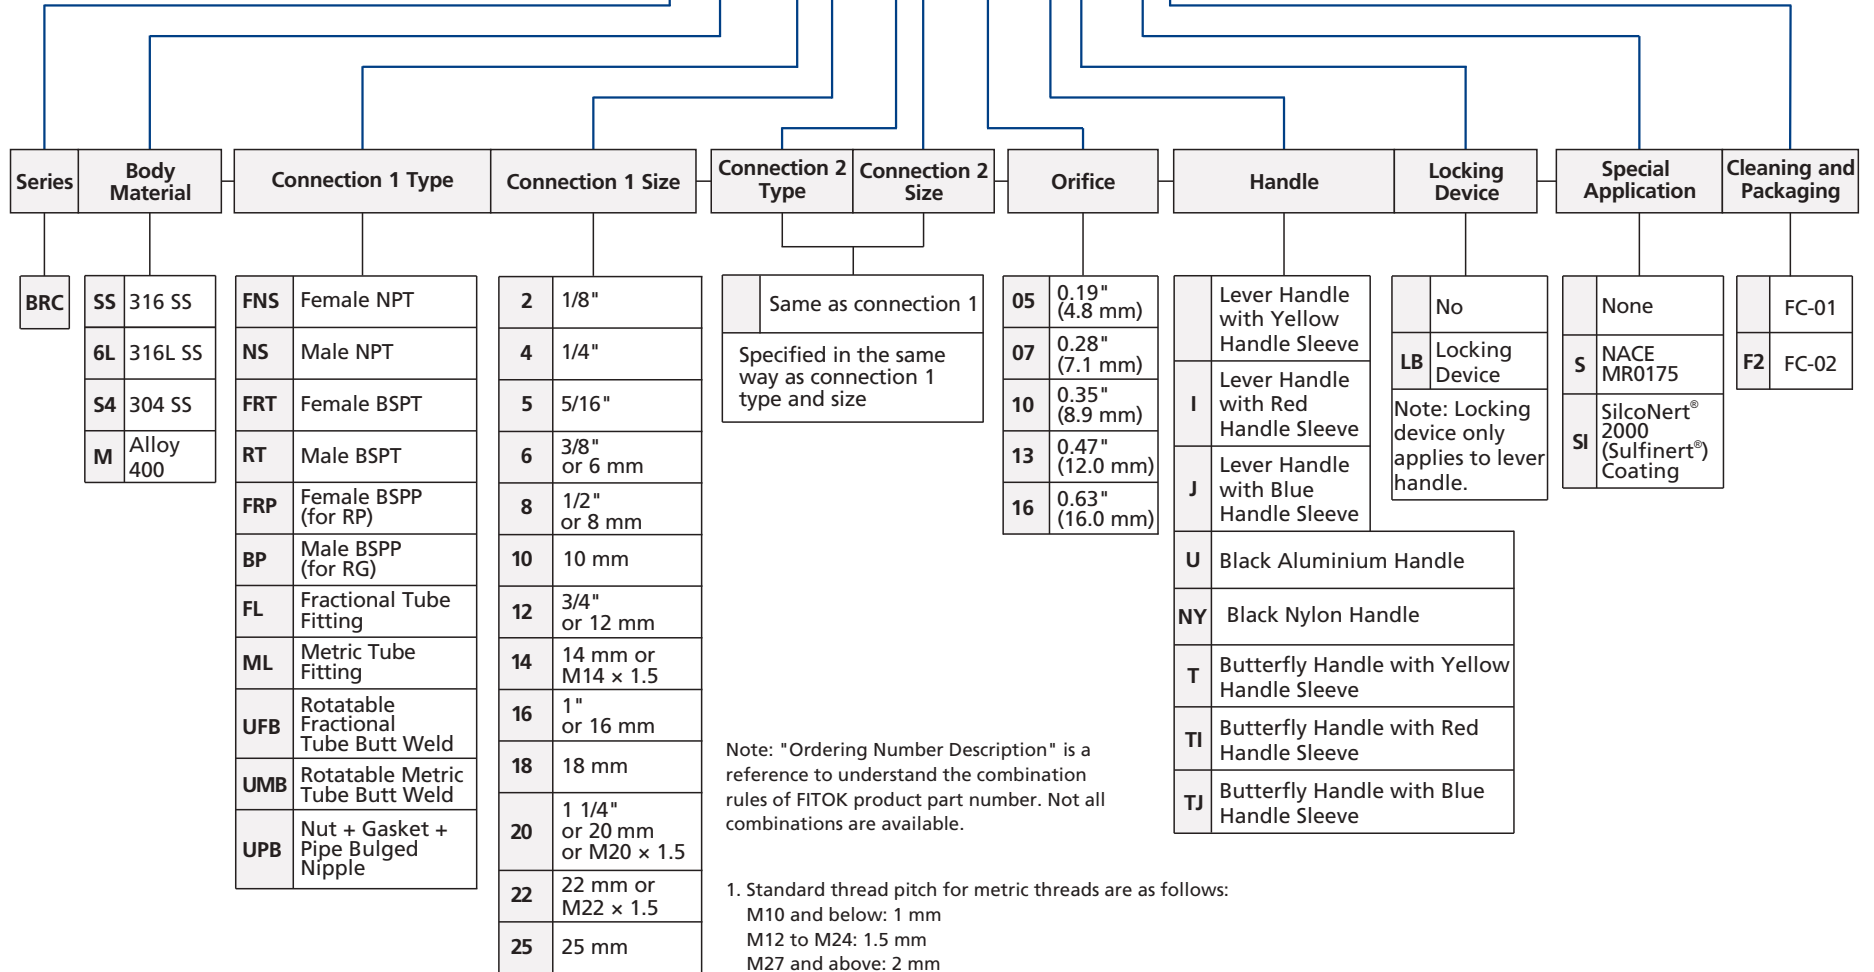 Series
Body
Material
Connection 1 Type
Connection 1 Size
Connection 2
Type
Connection 2
Size
Orifice
Handle
Locking
Device
Special
Application
Cleaning and
Packaging
BRC
SS 316 SS
6L 316L SS
S4 304 SS
M Alloy
400
FNS Female NPT
NS Male NPT
FRT Female BSPT
RT Male BSPT
FRP Female BSPP
(for RP)
BP Male BSPP
(for RG)
FL Fractional Tube
Fitting
ML Metric Tube
Fitting
UFB Rotatable
Fractional
Tube Butt Weld
UMB Rotatable Metric
Tube Butt Weld
UPB Nut + Gasket +
Pipe Bulged
Nipple
2 1/8"
4 1/4"
5 5/16"
6 3/8"
or 6 mm
8 1/2"
or 8 mm
10 10 mm
12 3/4"
or 12 mm
14 14 mm or
M14 × 1.5
16 1"
or 16 mm
18 18 mm
20 1 1/4"
or 20 mm
or M20 × 1.5
22 22 mm or
M22 × 1.5
25 25 mm
Same as connection 1
Specified in the same
way as connection 1
type and size
05 0.19"
(4.8 mm)
07 0.28"
(7.1 mm)
10 0.35"
(8.9 mm)
13 0.47"
(12.0 mm)
16 0.63"
(16.0 mm)
Lever Handle
with Yellow
Handle Sleeve
I Lever Handle
with Red
Handle Sleeve
J Lever Handle
with Blue
Handle Sleeve
U Black Aluminium Handle
NY Black Nylon Handle
T Butterfly Handle with Yellow
Handle Sleeve
TI Butterfly Handle with Red
Handle Sleeve
TJ Butterfly Handle with Blue
Handle Sleeve
No
LB Locking
Device
Note: Locking
device only
applies to lever
handle.
None
S NACE
MR0175
SI SilcoNert®
2000
(Sulfinert®)
Coating
FC-01
F2 FC-02
Note: "Ordering Number Description" is a
reference to understand the combination
rules of FITOK product part number. Not all
combinations are available.
1. Standard thread pitch for metric threads are as follows:
M10 and below: 1 mm
M12 to M24: 1.5 mm
M27 and above: 2 mm